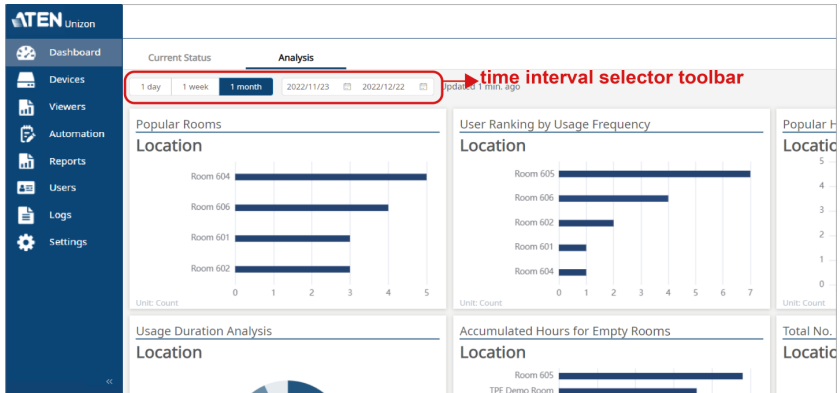 ATEN Unizon
Dashboard
Devices
Viewers
Automation
Reports
Users
Logs
Settings
«
Current Status Analysis
1 day 1 week 1 month 2022/11/23 2022/12/22 Updated 1 min. ago
time interval selector toolbar
Popular Rooms
Location
Room 604
Room 606
Room 601
Room 602
0 1 2 3 4 5
Unit: Count
User Ranking by Usage Frequency
Location
Room 605
Room 606
Room 602
Room 601
Room 604
0 1 2 3 4 5 6 7
Unit: Count
Popular H
Locatio
5
4
3
2
1
0
Unit: Count
Usage Duration Analysis
Location
Accumulated Hours for Empty Rooms
Location
Room 605
TPE Demo Room
Total No.
Locatio